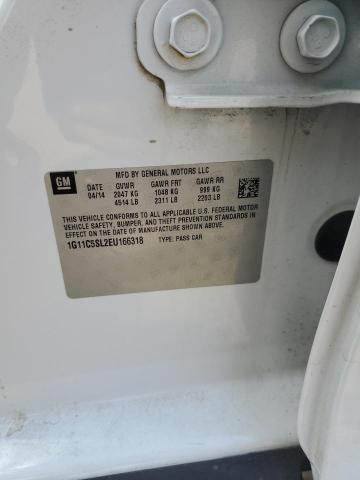 GM
MFD BY GENERAL MOTORS LLC
DATE GVWR GAWR FRT GAWR RR
04/14 2047 KG 1048 KG 999 KG
4514 LB 2311 LB 2203 LB
THIS VEHICLE CONFORMS TO ALL APPLICABLE U.S. FEDERAL MOTOR
VEHICLE SAFETY, BUMPER, AND THEFT PREVENTION STANDARDS
IN EFFECT ON THE DATE OF MANUFACTURE SHOWN ABOVE.
1G11C5SL2EU166318 TYPE: PASS CAR